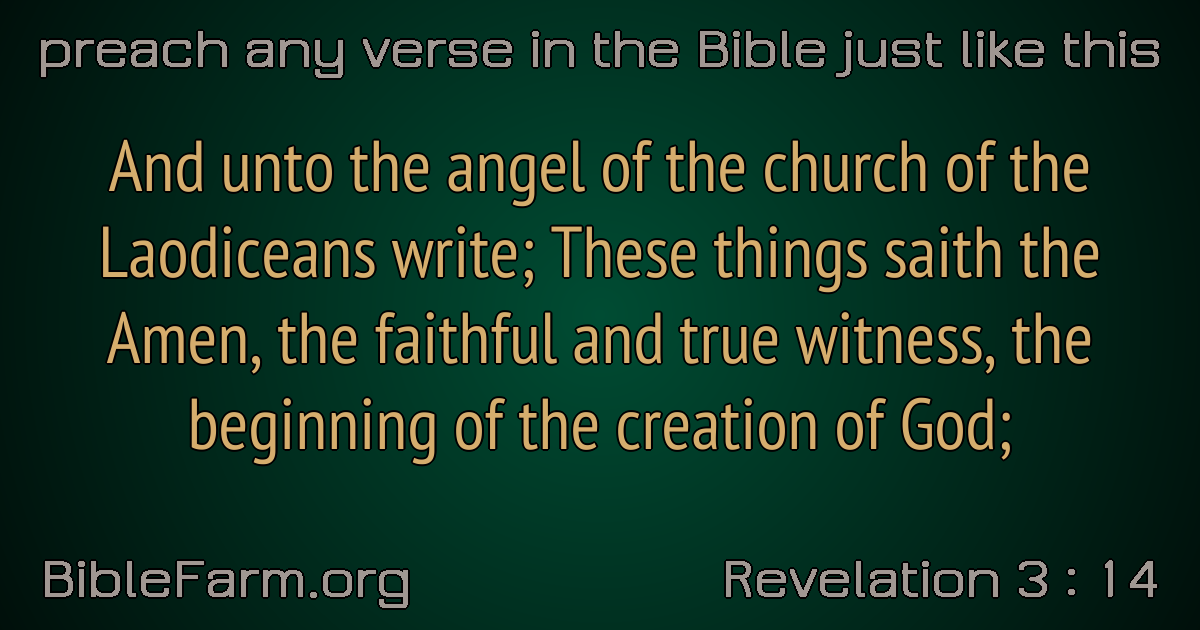 preach any verse in the Bible just like this
And unto the angel of the church of the
Laodiceans write; These things saith the
Amen, the faithful and true witness, the
beginning of the creation of God;
BibleFarm.org
Revelation 3 : 14